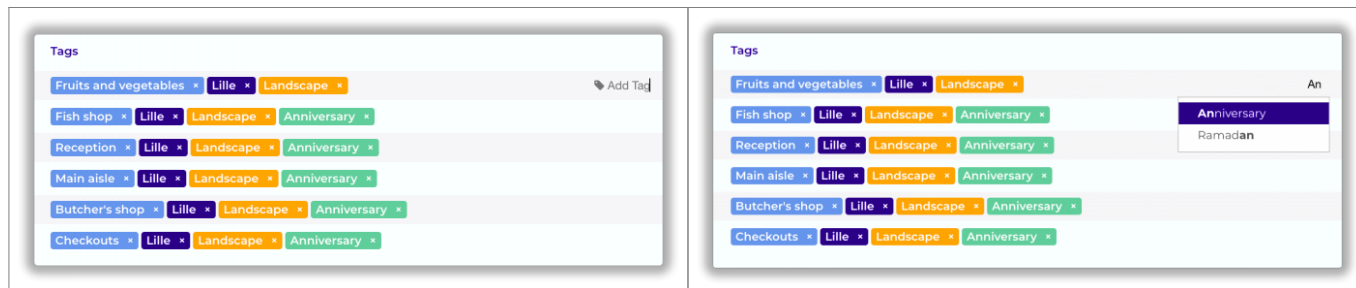 Tags
Fruits and vegetables × Lille × Landscape × Add Tag
Fish shop × Lille × Landscape × Anniversary ×
Reception × Lille × Landscape × Anniversary ×
Main aisle × Lille × Landscape × Anniversary ×
Butcher's shop × Lille × Landscape × Anniversary ×
Checkouts × Lille × Landscape × Anniversary ×
Tags
Fruits and vegetables × Lille × Landscape × An
Fish shop × Lille × Landscape × Anniversary × Anniversary
Reception × Lille × Landscape × Anniversary × Ramadan
Main aisle × Lille × Landscape × Anniversary ×
Butcher's shop × Lille × Landscape × Anniversary ×
Checkouts × Lille × Landscape × Anniversary ×